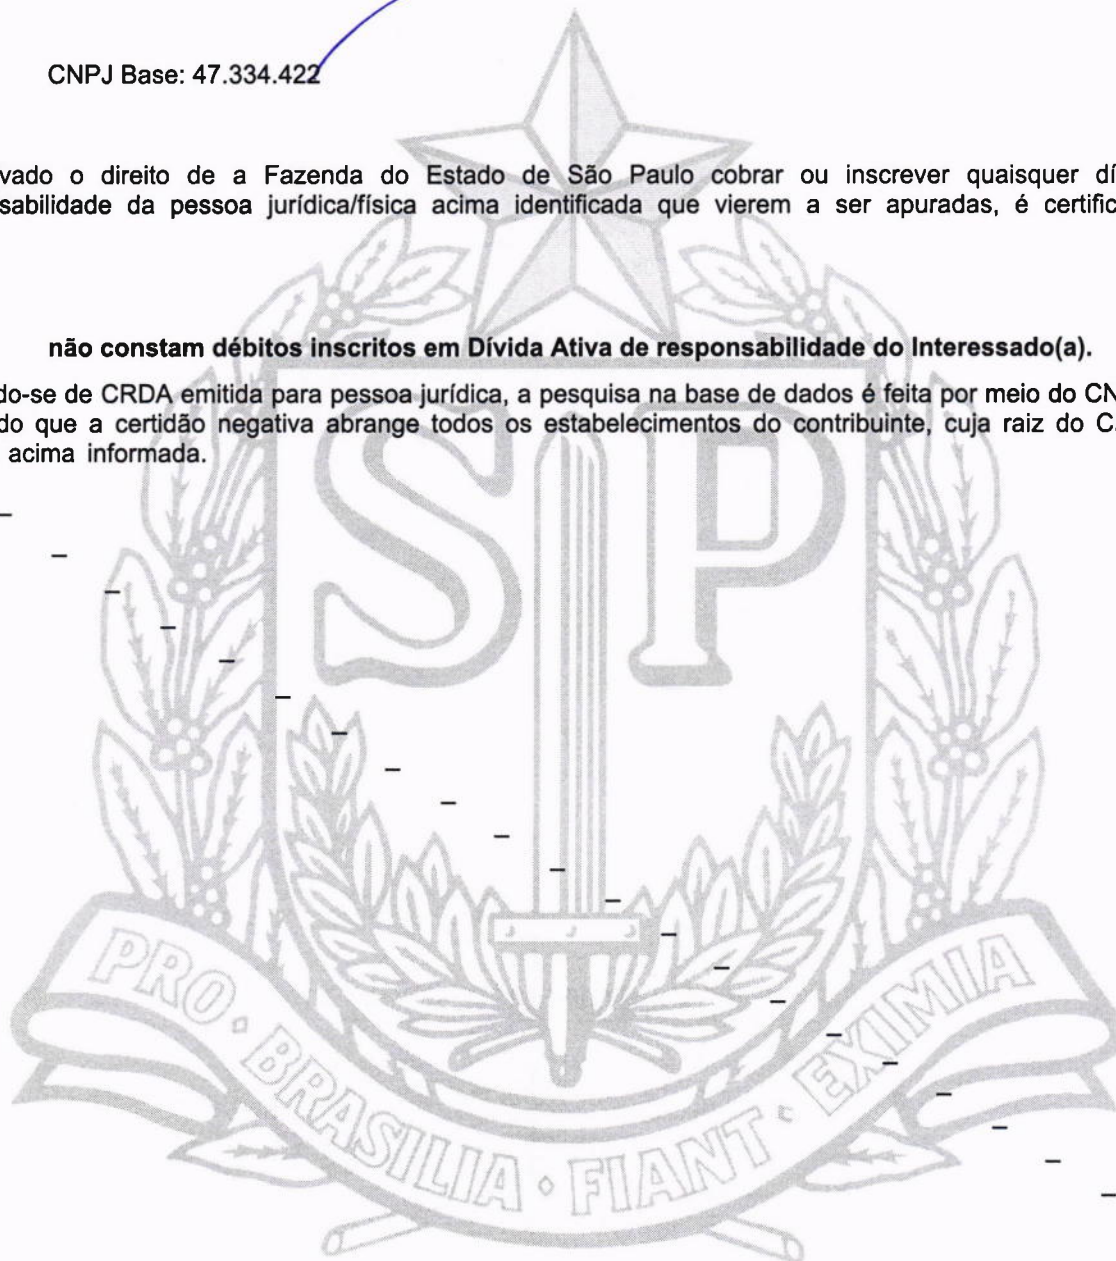 CNPJ Base: 47.334.422
vado o direito de a Fazenda do Estado de São Paulo cobrar ou inscrever quaisquer dí
sabilidade da pessoa jurídica/física acima identificada que vierem a ser apuradas, é certific
não constam débitos inscritos em Dívida Ativa de responsabilidade do Interessado(a).
do-se de CRDA emitida para pessoa jurídica, a pesquisa na base de dados é feita por meio do CN
do que a certidão negativa abrange todos os estabelecimentos do contribuinte, cuja raiz do C
acima informada.
SP
PRO · BRASILIA · FIANT · EXIMIA